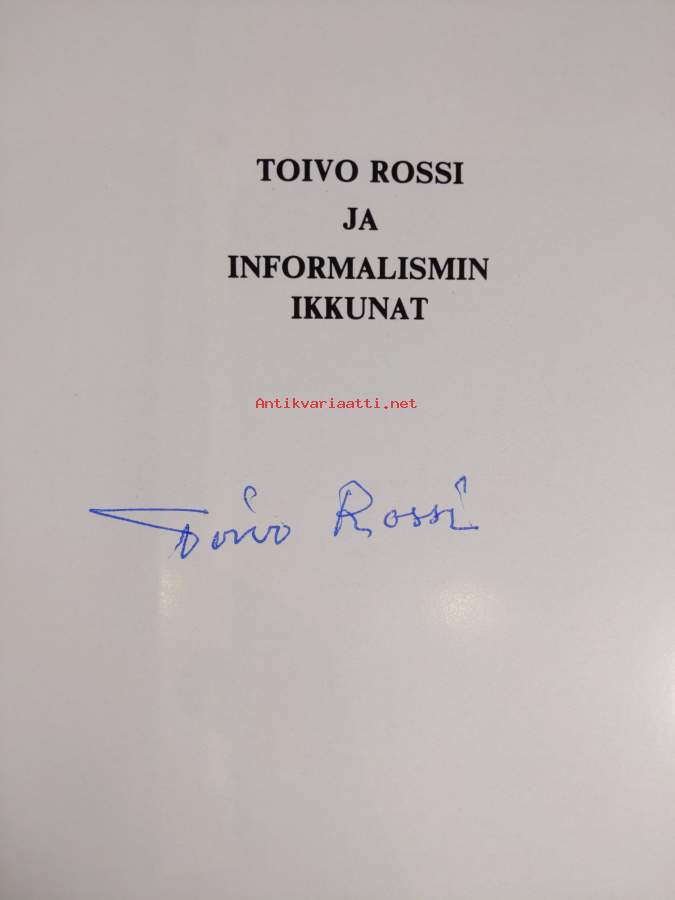 TOIVO ROSSI
JA
INFORMALISMIN
IKKUNAT
Antikvariaatti.net
Toivo Rossi